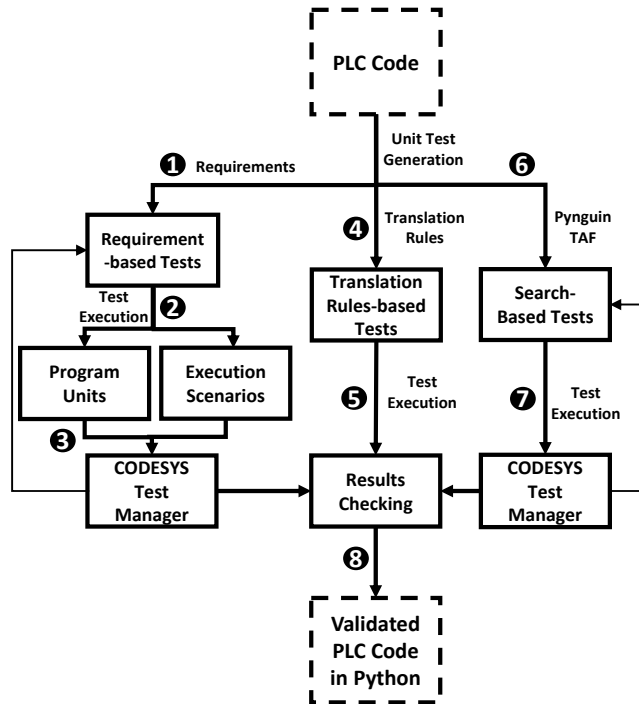 PLC Code
Unit Test
Generation
❶ Requirements
❻
Requirement
-based Tests
❹ Translation
Rules
Pynguin
TAF
Test
Execution
❷
Translation
Rules-based
Tests
Search-
Based Tests
Program
Units
Execution
Scenarios
❺ Test
Execution
❼ Test
Execution
❸
CODESYS
Test
Manager
Results
Checking
CODESYS
Test
Manager
❽
Validated
PLC Code
in Python